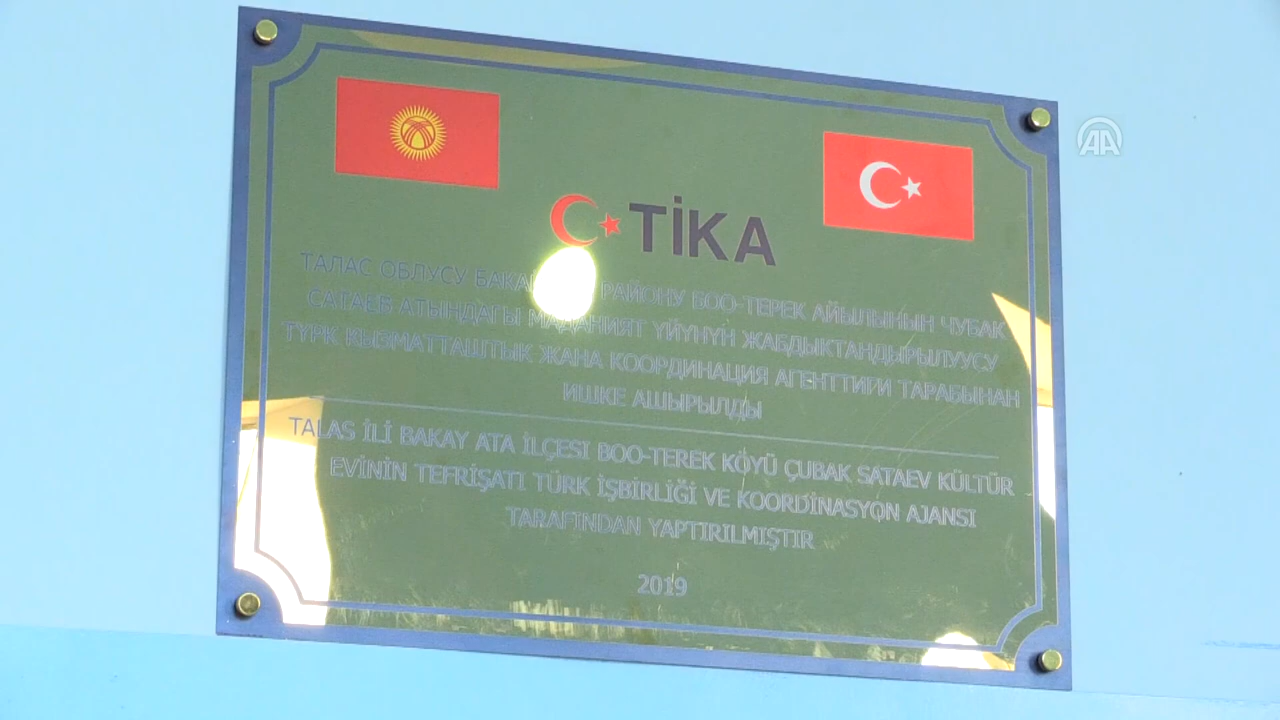 TİKA
ТАЛАС ОБЛУСУ РАЙОНУ БОО-ТЕРЕК АЙЫЛЫНЫН ЧУБАК
САТАЕВ АТЫНДАГЫ МАДАНИЯТ ҮЙҮНҮН ЖАБДЫКТАНДЫРЫЛУУСУ
ТҮРК КЫЗМАТТАШТЫК ЖАНА КООРДИНАЦИЯ АГЕНТТИГИ ТАРАБЫНАН
ИШКЕ АШЫРЫЛДЫ
TALAS İLİ BAKAY ATA İLÇESI BOO-TEREK KÖYÜ ÇUBAK SATAEV KÜLTÜR
EVİNİN TEFRİŞATI TÜRK İŞBİRLİĞİ VE KOORDİNASYON AJANSI
TARAFINDAN YAPTIRILMIŞTIR
2019
AA